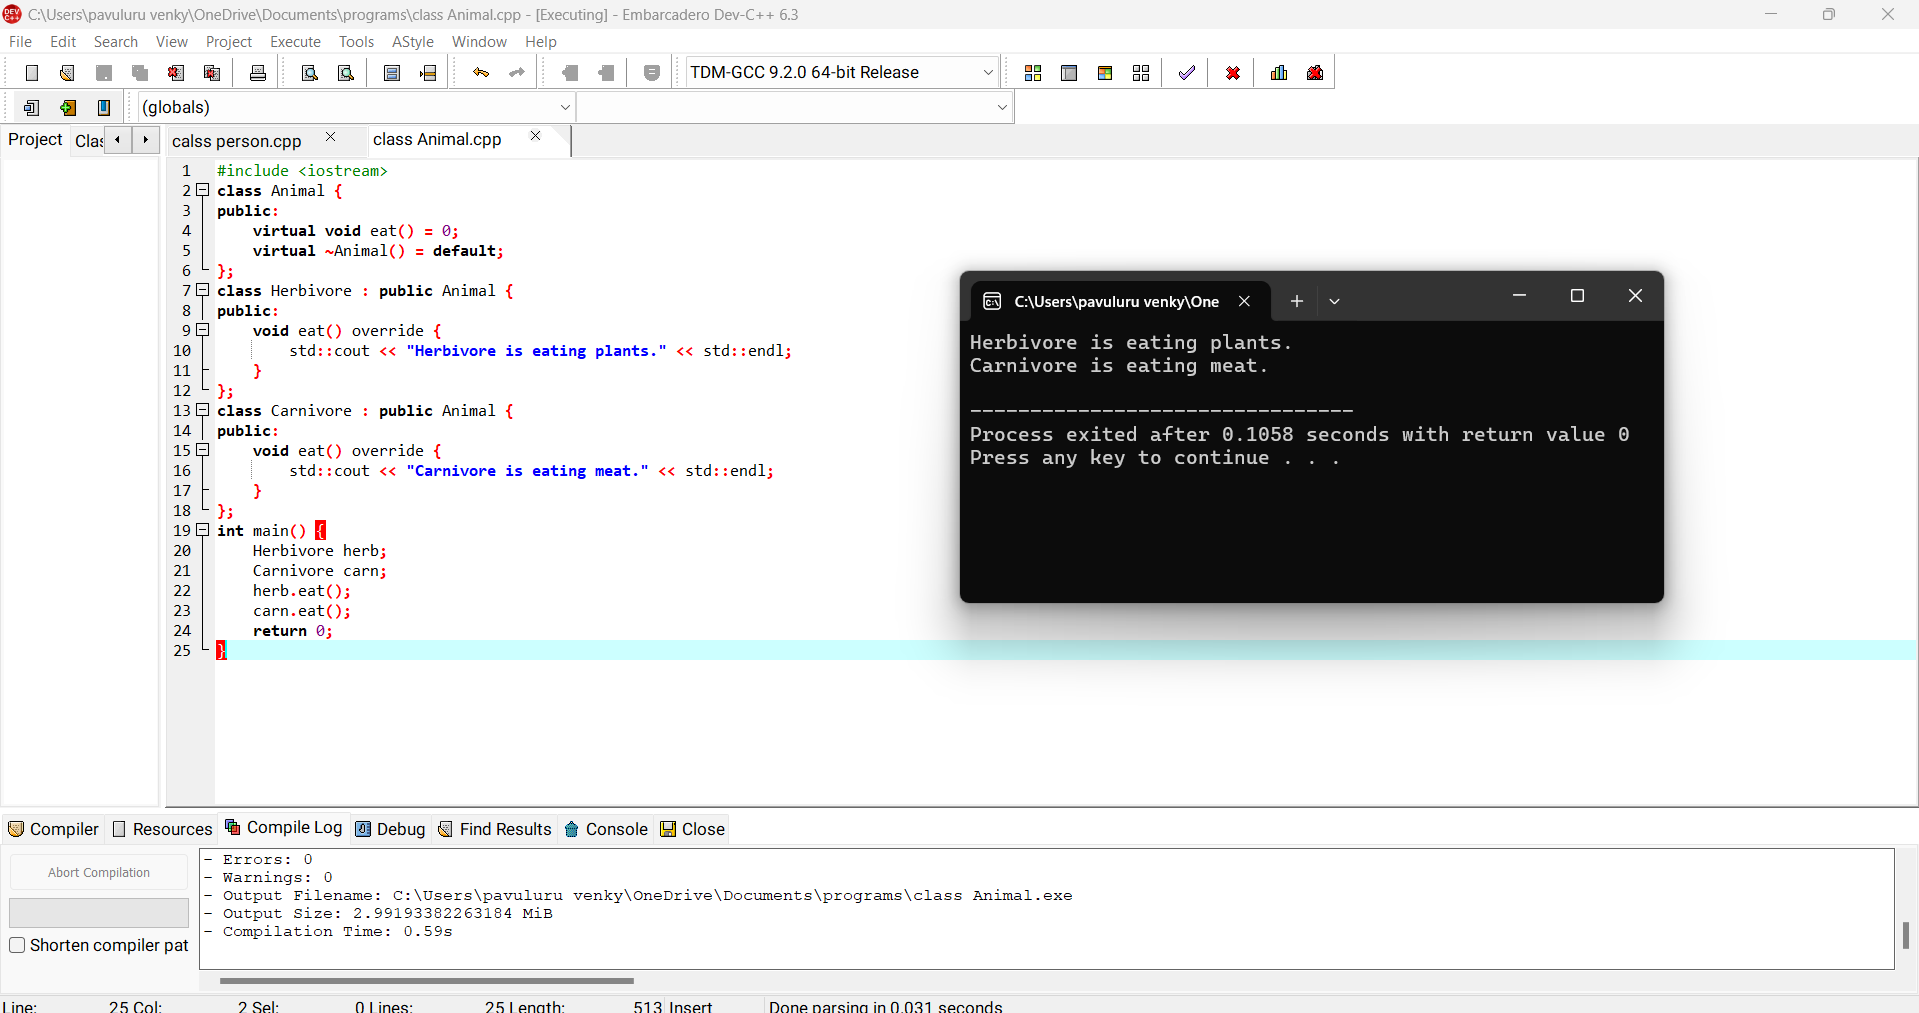 C:\Users\pavuluru venky\OneDrive\Documents\programs\class Animal.cpp - [Executing] - Embarcadero Dev-C++ 6.3
File Edit Search View Project Execute Tools AStyle Window Help
TDM-GCC 9.2.0 64-bit Release
(globals)
Project Clas calss person.cpp class Animal.cpp
1 #include <iostream>
2 class Animal {
3 public:
4     virtual void eat() = 0;
5     virtual ~Animal() = default;
6 };
7 class Herbivore : public Animal {
8 public:
9     void eat() override {
10         std::cout << "Herbivore is eating plants." << std::endl;
11     }
12 };
13 class Carnivore : public Animal {
14 public:
15     void eat() override {
16         std::cout << "Carnivore is eating meat." << std::endl;
17     }
18 };
19 int main() {
20     Herbivore herb;
21     Carnivore carn;
22     herb.eat();
23     carn.eat();
24     return 0;
25 }
C:\Users\pavuluru venky\One
Herbivore is eating plants.
Carnivore is eating meat.
--------------------------------
Process exited after 0.1058 seconds with return value 0
Press any key to continue . . .
Compiler Resources Compile Log Debug Find Results Console Close
Abort Compilation
Shorten compiler pat
- Errors: 0
- Warnings: 0
- Output Filename: C:\Users\pavuluru venky\OneDrive\Documents\programs\class Animal.exe
- Output Size: 2.99193382263184 MiB
- Compilation Time: 0.59s
Line: 25 Col: 2 Sel: 0 Lines: 25 Length: 513 Insert Done parsing in 0.031 seconds